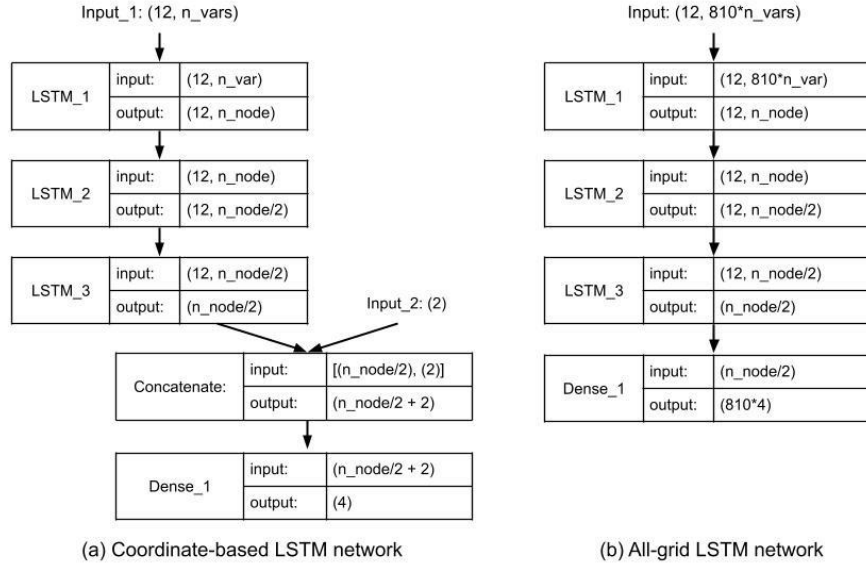 Input_1: (12, n_vars)
LSTM_1
input:
(12, n_var)
output:
(12, n_node)
LSTM_2
input:
(12, n_node)
output:
(12, n_node/2)
LSTM_3
input:
(12, n_node/2)
output:
(n_node/2)
Input_2: (2)
Concatenate:
input:
[(n_node/2), (2)]
output:
(n_node/2 + 2)
Dense_1
input:
(n_node/2 + 2)
output:
(4)
(a) Coordinate-based LSTM network
Input: (12, 810*n_vars)
LSTM_1
input:
(12, 810*n_var)
output:
(12, n_node)
LSTM_2
input:
(12, n_node)
output:
(12, n_node/2)
LSTM_3
input:
(12, n_node/2)
output:
(n_node/2)
Dense_1
input:
(n_node/2)
output:
(810*4)
(b) All-grid LSTM network